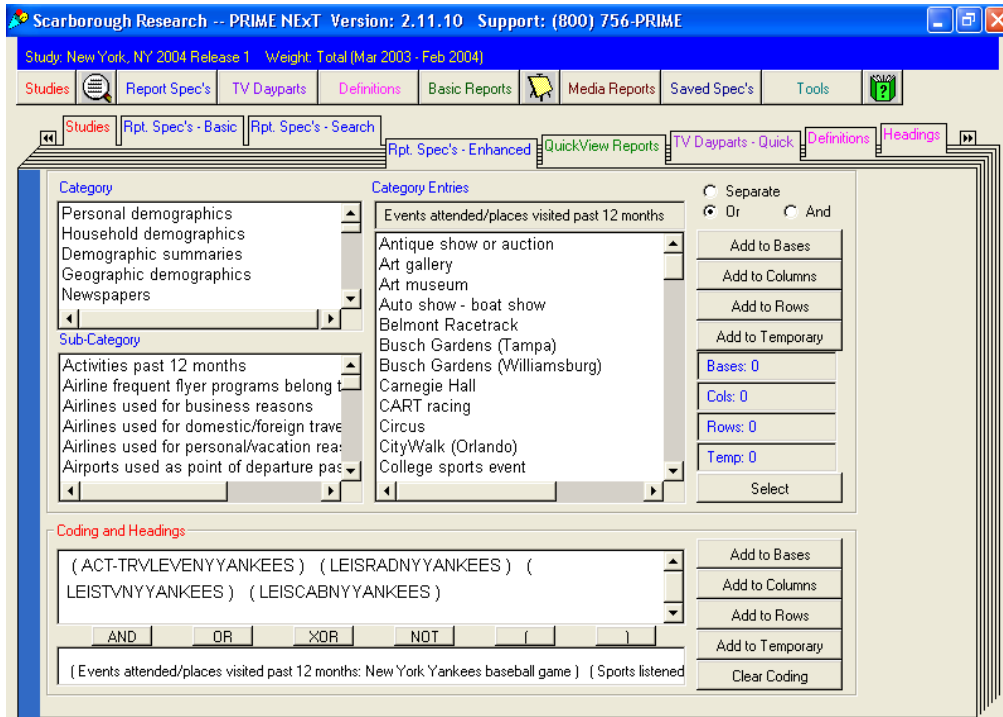 Scarborough Research -- PRIME NExT Version: 2.11.10 Support: (800) 756-PRIME
Study: New York, NY 2004 Release 1 Weight: Total (Mar 2003 - Feb 2004)
Studies Report Spec's TV Dayparts Definitions Basic Reports Media Reports Saved Spec's Tools
Studies Rpt. Spec's - Basic Rpt. Spec's - Search
Rpt. Spec's - Enhanced QuickView Reports TV Dayparts - Quick Definitions Headings
Category
Personal demographics
Household demographics
Demographic summaries
Geographic demographics
Newspapers
Sub-Category
Activities past 12 months
Airline frequent flyer programs belong t
Airlines used for business reasons
Airlines used for domestic/foreign trave
Airlines used for personal/vacation rea
Airports used as point of departure pas
Category Entries
Events attended/places visited past 12 months
Antique show or auction
Art gallery
Art museum
Auto show - boat show
Belmont Racetrack
Busch Gardens (Tampa)
Busch Gardens (Williamsburg)
Carnegie Hall
CART racing
Circus
CityWalk (Orlando)
College sports event
Separate
Or And
Add to Bases
Add to Columns
Add to Rows
Add to Temporary
Bases: 0
Cols: 0
Rows: 0
Temp: 0
Select
Coding and Headings
( ACT-TRVLEVENYYANKEES ) ( LEISRADNYYANKEES ) (
LEISTVNYYANKEES ) ( LEISCABNYYANKEES )
AND OR XOR NOT ( )
( Events attended/places visited past 12 months: New York Yankees baseball game ) ( Sports listened
Add to Bases
Add to Columns
Add to Rows
Add to Temporary
Clear Coding